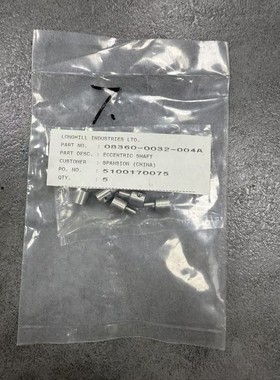 7.
LONGHILL INDUSTRIES LTD.
PART NO. : 08360-0032-004A
PART DESC. : ECCENTRIC SHAFT
CUSTOMER : SPANSION (CHINA)
PO. NO. : 5100170075
QTY. : 5